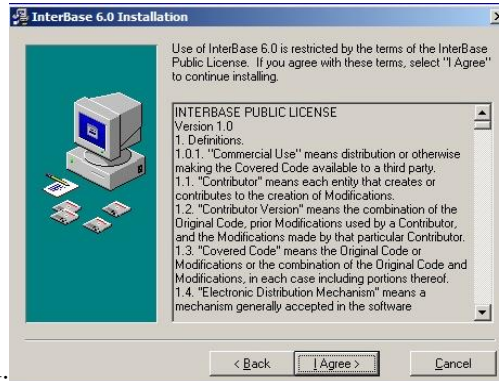 InterBase 6.0 Installation
Use of InterBase 6.0 is restricted by the terms of the InterBase
Public License. If you agree with these terms, select "I Agree"
to continue installing.
INTERBASE PUBLIC LICENSE
Version 1.0
1. Definitions.
1.0.1. "Commercial Use" means distribution or otherwise
making the Covered Code available to a third party.
1.1. "Contributor" means each entity that creates or
contributes to the creation of Modifications.
1.2. "Contributor Version" means the combination of the
Original Code, prior Modifications used by a Contributor,
and the Modifications made by that particular Contributor.
1.3. "Covered Code" means the Original Code or
Modifications or the combination of the Original Code and
Modifications, in each case including portions thereof.
1.4. "Electronic Distribution Mechanism" means a
mechanism generally accepted in the software
< Back
I Agree >
Cancel